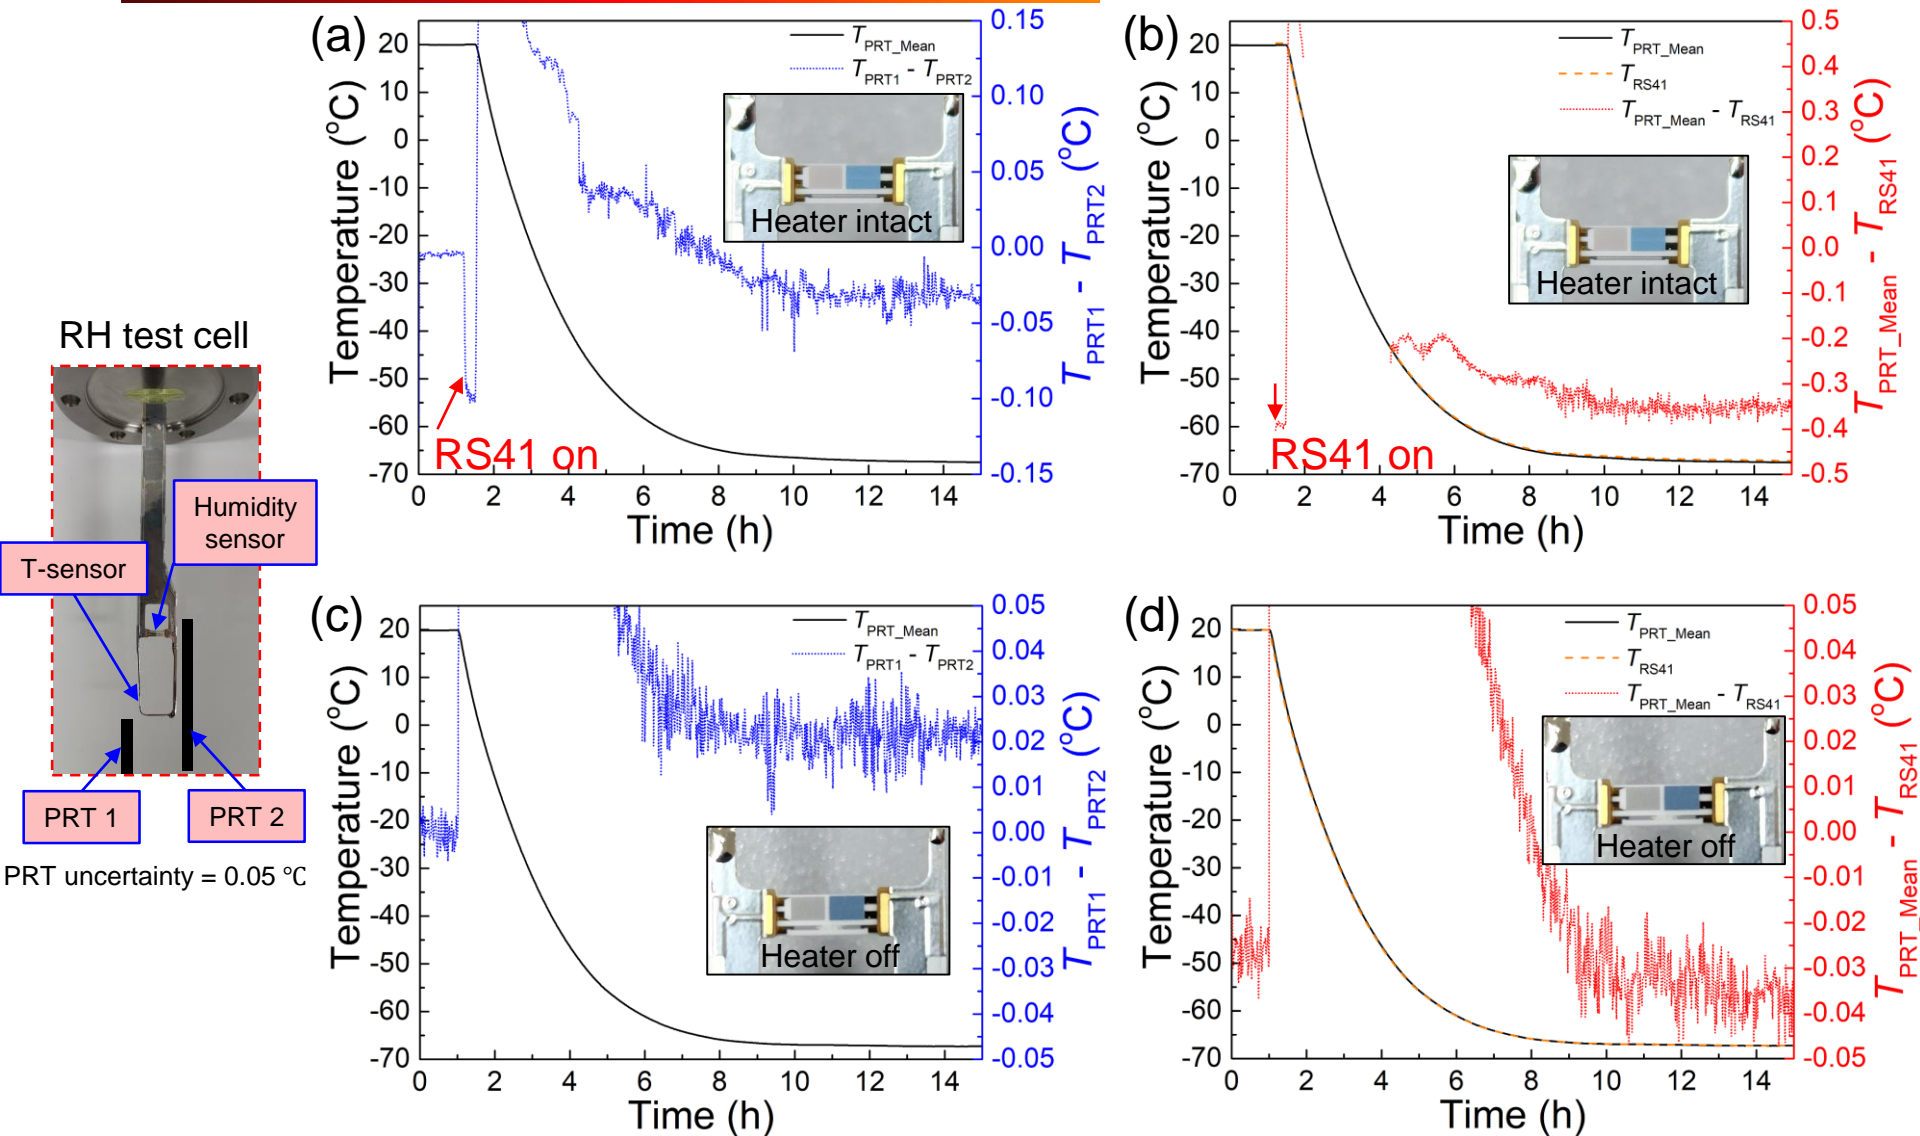 RH test cell
Humidity
sensor
T-sensor
PRT 1
PRT 2
PRT uncertainty = 0.05 ℃
(a)
T_PRT_Mean
T_PRT1 - T_PRT2
Heater intact
RS41 on
Temperature (°C)
20
10
0
-10
-20
-30
-40
-50
-60
-70
0 2 4 6 8 10 12 14
Time (h)
0.15
0.10
0.05
0.00
-0.05
-0.10
-0.15
T_PRT1 - T_PRT2 (°C)
(b)
T_PRT_Mean
T_RS41
T_PRT_Mean - T_RS41
Heater intact
RS41 on
Temperature (°C)
20
10
0
-10
-20
-30
-40
-50
-60
-70
0 2 4 6 8 10 12 14
Time (h)
0.5
0.4
0.3
0.2
0.1
0.0
-0.1
-0.2
-0.3
-0.4
-0.5
T_PRT_Mean - T_RS41 (°C)
(c)
T_PRT_Mean
T_PRT1 - T_PRT2
Heater off
Temperature (°C)
20
10
0
-10
-20
-30
-40
-50
-60
-70
0 2 4 6 8 10 12 14
Time (h)
0.05
0.04
0.03
0.02
0.01
0.00
-0.01
-0.02
-0.03
-0.04
-0.05
T_PRT1 - T_PRT2 (°C)
(d)
T_PRT_Mean
T_RS41
T_PRT_Mean - T_RS41
Heater off
Temperature (°C)
20
10
0
-10
-20
-30
-40
-50
-60
-70
0 2 4 6 8 10 12 14
Time (h)
0.05
0.04
0.03
0.02
0.01
0.00
-0.01
-0.02
-0.03
-0.04
-0.05
T_PRT_Mean - T_RS41 (°C)